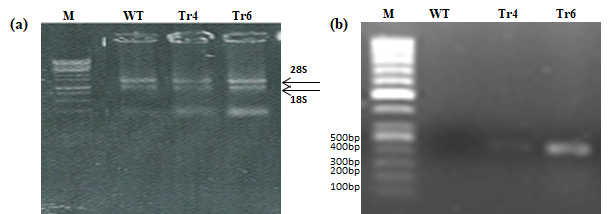 (a) M WT Tr4 Tr6
28S
18S
(b) M WT Tr4 Tr6
500bp
400bp
300bp
200bp
100bp